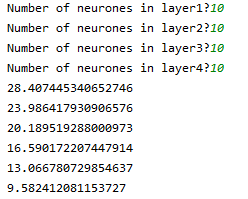 Number of neurones in layer1?10
Number of neurones in layer2?10
Number of neurones in layer3?10
Number of neurones in layer4?10
28.407445340652746
23.986417930906576
20.189519288000973
16.590172207447914
13.066780729854637
9.582412081153727